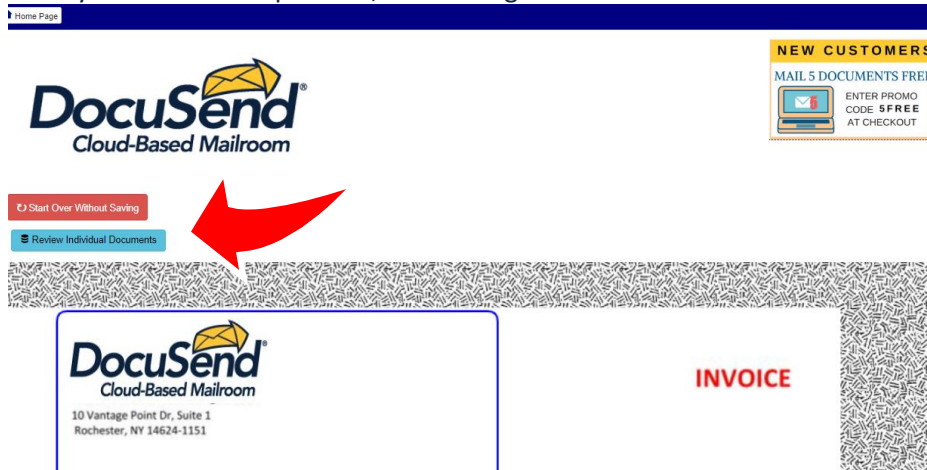 Home Page
NEW CUSTOMERS
MAIL 5 DOCUMENTS FREE
5
ENTER PROMO
CODE 5FREE
AT CHECKOUT
DocuSend®
Cloud-Based Mailroom
Start Over Without Saving
Review Individual Documents
DocuSend®
Cloud-Based Mailroom
INVOICE
10 Vantage Point Dr, Suite 1
Rochester, NY 14624-1151